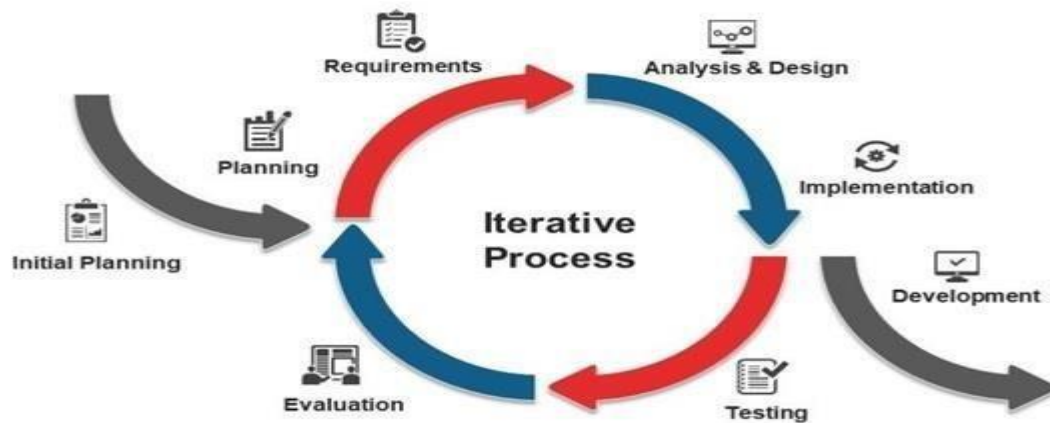 Requirements
Analysis & Design
Planning
Implementation
Iterative
Process
Initial Planning
Development
Evaluation
Testing